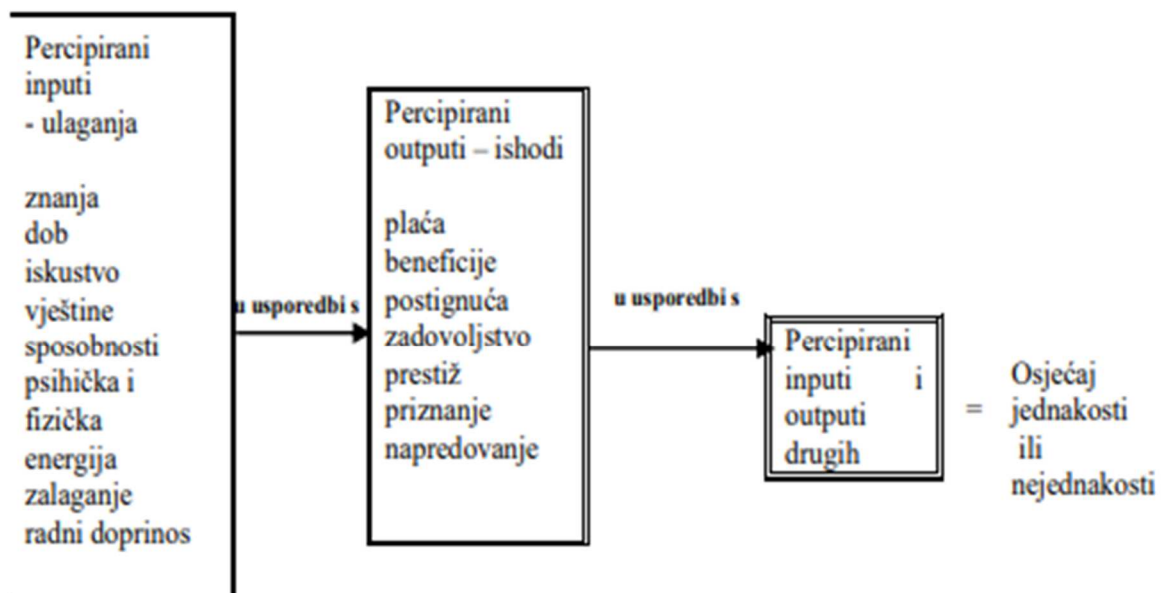 Percipirani
inputi
- ulaganja
znanja
dob
iskustvo
vještine
sposobnosti
psihička i
fizička
energija
zalaganje
radni doprinos
u usporedbi s
Percipirani
outputi – ishodi
plaća
beneficije
postignuća
zadovoljstvo
prestiž
priznanje
napredovanje
u usporedbi s
Percipirani
inputi i
outputi
drugih
=
Osjećaj
jednakosti
ili
nejednakosti